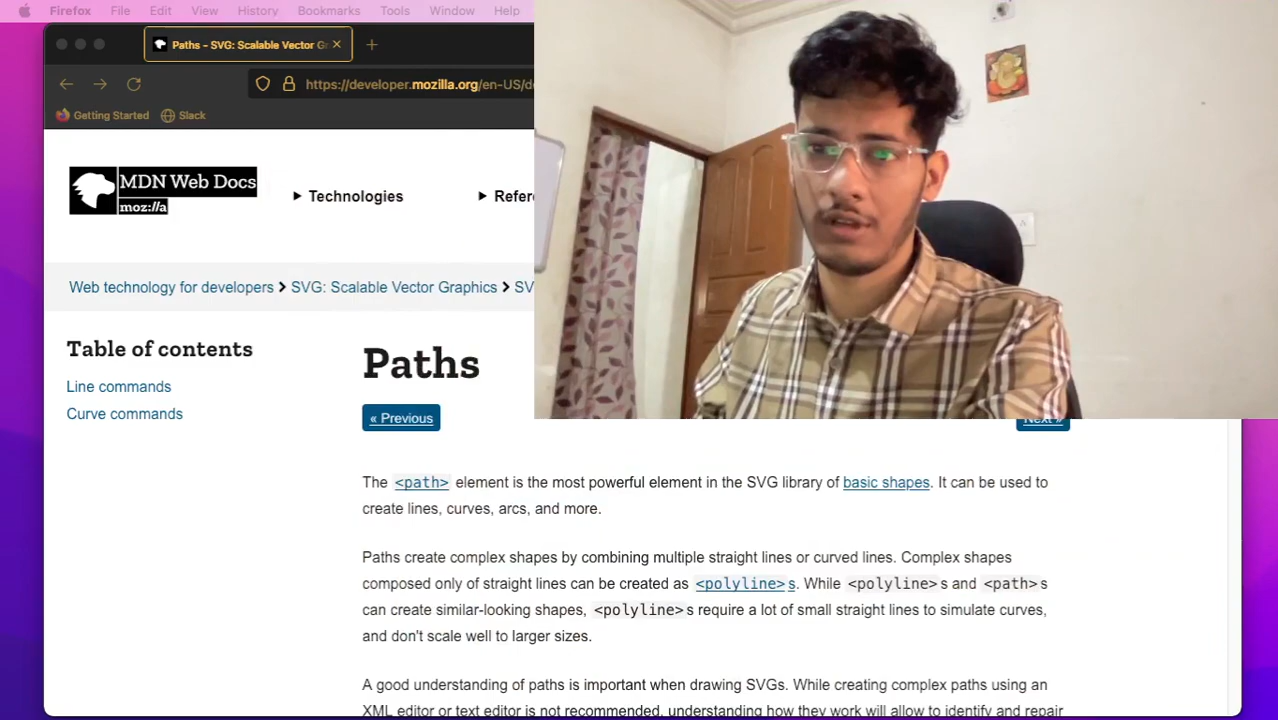 Firefox File Edit View History Bookmarks Tools Window Help
Paths - SVG: Scalable Vector Gr
https://developer.mozilla.org/en-US/d
Getting Started Slack
MDN Web Docs
moz://a
Technologies
Refer
Web technology for developers SVG: Scalable Vector Graphics SV
Table of contents
Line commands
Curve commands
Paths
« Previous
Next »
The <path> element is the most powerful element in the SVG library of basic shapes. It can be used to
create lines, curves, arcs, and more.
Paths create complex shapes by combining multiple straight lines or curved lines. Complex shapes
composed only of straight lines can be created as <polyline>s. While <polyline>s and <path>s
can create similar-looking shapes, <polyline>s require a lot of small straight lines to simulate curves,
and don't scale well to larger sizes.
A good understanding of paths is important when drawing SVGs. While creating complex paths using an
XML editor or text editor is not recommended, understanding how they work will allow to identify and repair